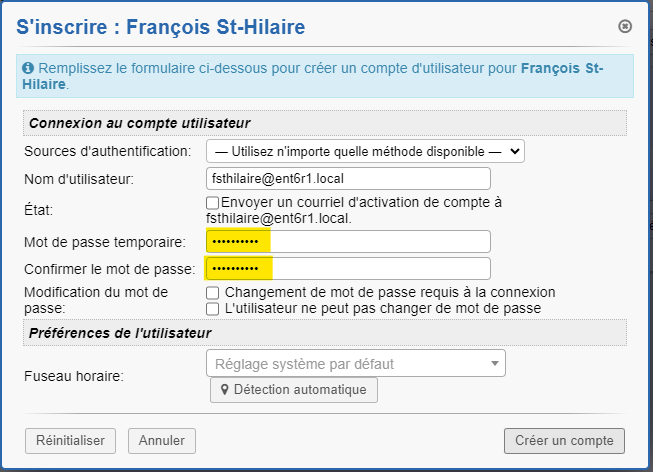 S'inscrire : François St-Hilaire
Remplissez le formulaire ci-dessous pour créer un compte d'utilisateur pour François St-
Hilaire.
Connexion au compte utilisateur
Sources d'authentification:
— Utilisez n'importe quelle méthode disponible —
Nom d'utilisateur:
fsthilaire@ent6r1.local
État:
Envoyer un courriel d'activation de compte à
fsthilaire@ent6r1.local.
Mot de passe temporaire:
••••••••••
Confirmer le mot de passe:
••••••••••
Modification du mot de
passe:
Changement de mot de passe requis à la connexion
L'utilisateur ne peut pas changer de mot de passe
Préférences de l'utilisateur
Fuseau horaire:
Réglage système par défaut
Détection automatique
Réinitialiser
Annuler
Créer un compte